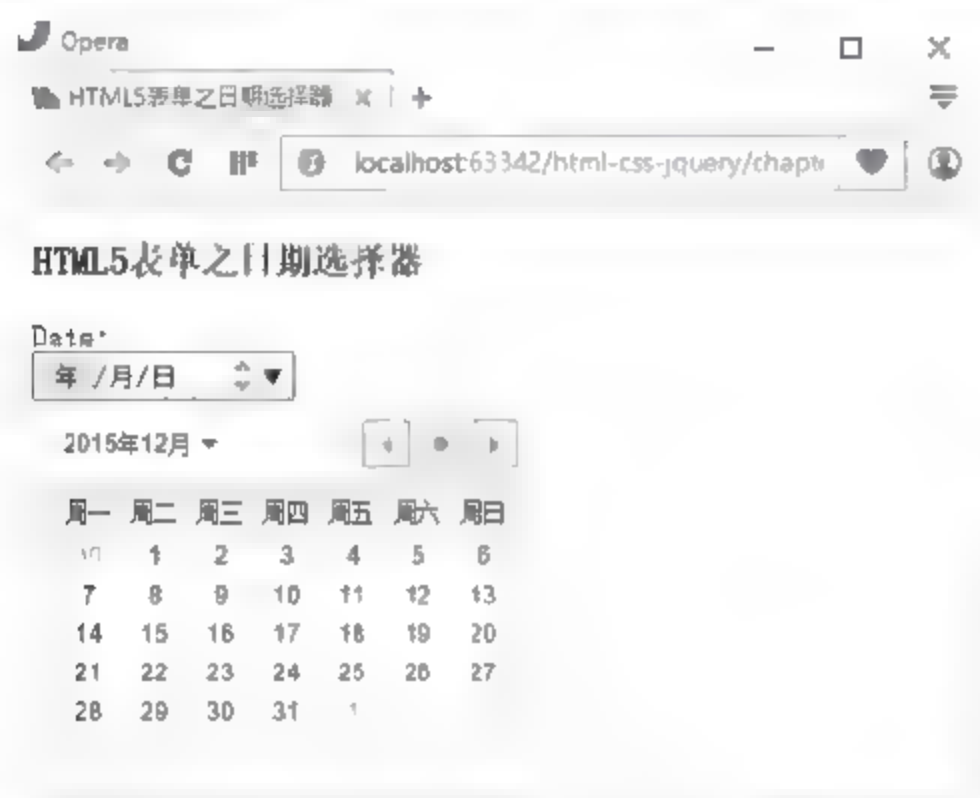 Opera
HTML5表单之日期选择器
localhost:63342/html-css-jquery/chapt
HTML5表单之日期选择器
Date:
年 /月/日
2015年12月
周一 周二 周三 周四 周五 周六 周日
30 1 2 3 4 5 6
7 8 9 10 11 12 13
14 15 16 17 18 19 20
21 22 23 24 25 26 27
28 29 30 31 1